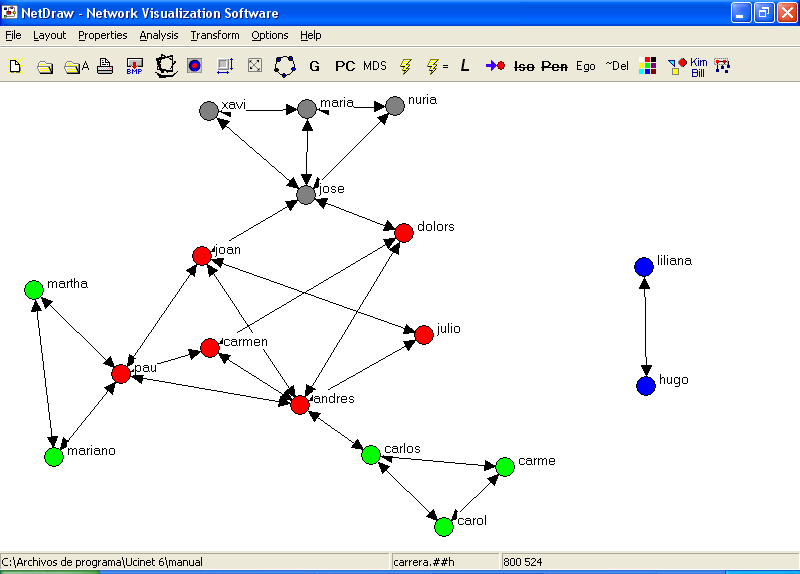 NetDraw - Network Visualization Software
File Layout Properties Analysis Transform Options Help
A BMP G PC MDS = L Iso Pen Ego ~Del Kim Bill
xavi maria nuria
jose
dolors
joan
liliana
martha
julio
carmen
pau
hugo
andres
carlos
mariano
carme
carol
C:\Archivos de programa\Ucinet 6\manual carrera.##h 800 524